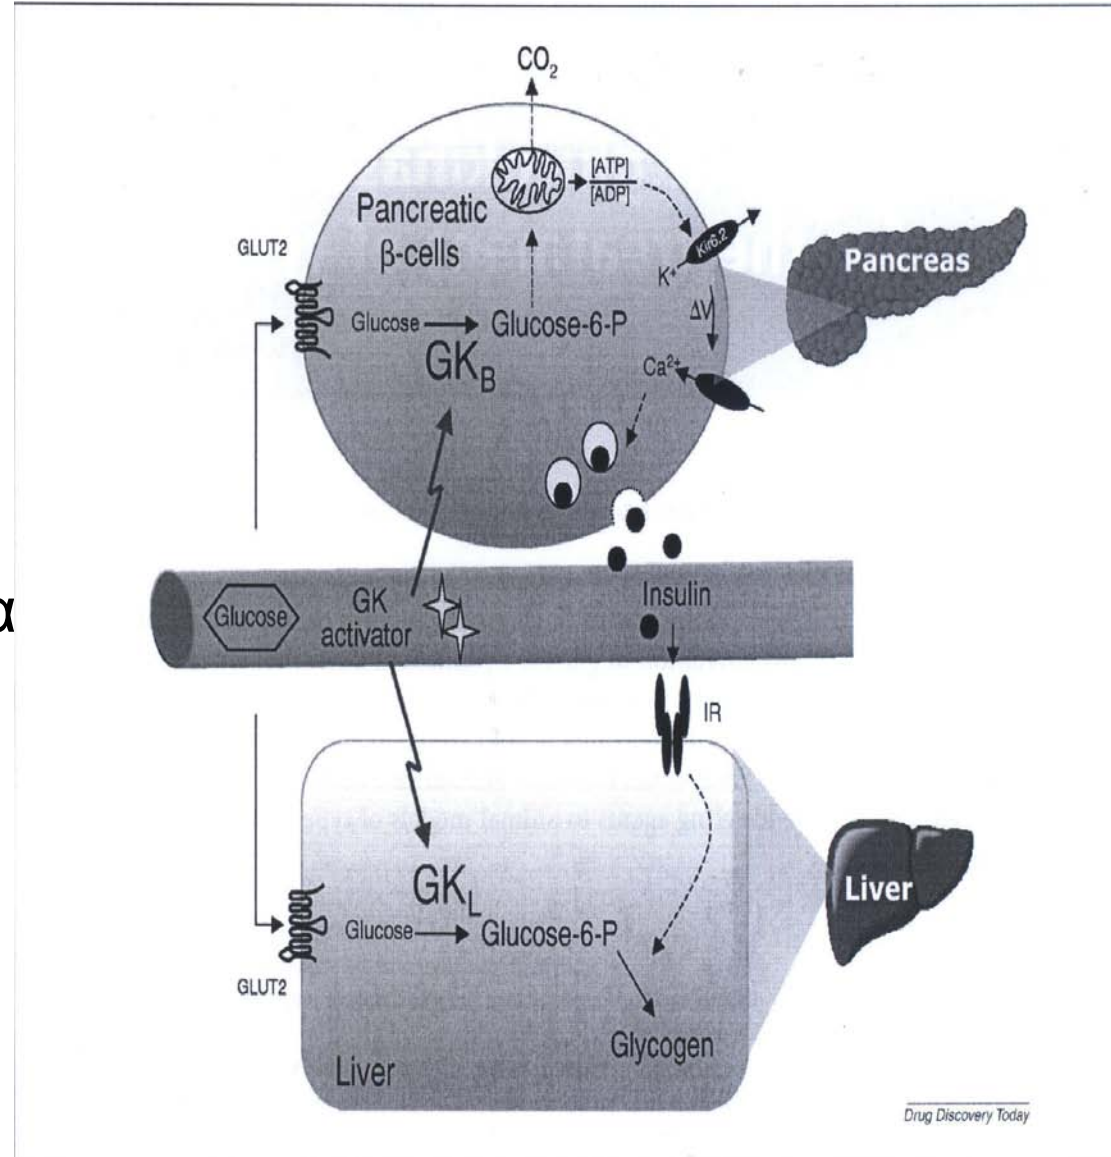 CO2
[ATP]
[ADP]
Pancreatic
β-cells
GLUT2
Kir6.2
K+
Pancreas
ΔV
Glucose
Glucose-6-P
GKB
Ca2+
α
Glucose
GK
activator
Insulin
IR
GKL
Glucose
Glucose-6-P
GLUT2
Liver
Glycogen
Liver
Drug Discovery Today